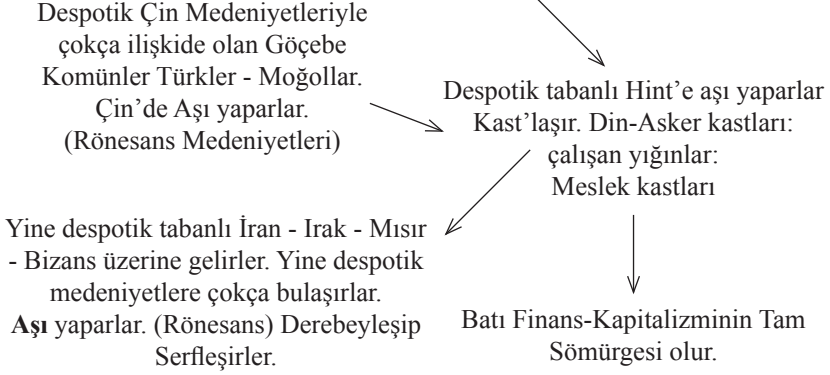 Despotik Çin Medeniyetleriyle
çokça ilişkide olan Göçebe
Komünler Türkler - Moğollar.
Çin’de Aşı yaparlar.
(Rönesans Medeniyetleri)
Despotik tabanlı Hint’e aşı yaparlar
Kast’laşır. Din-Asker kastları:
çalışan yığınlar:
Meslek kastları
Yine despotik tabanlı İran - Irak - Mısır
- Bizans üzerine gelirler. Yine despotik
medeniyetlere çokça bulaşırlar.
Aşı yaparlar. (Rönesans) Derebeyleşip
Serfleşirler.
Batı Finans-Kapitalizminin Tam
Sömürgesi olur.